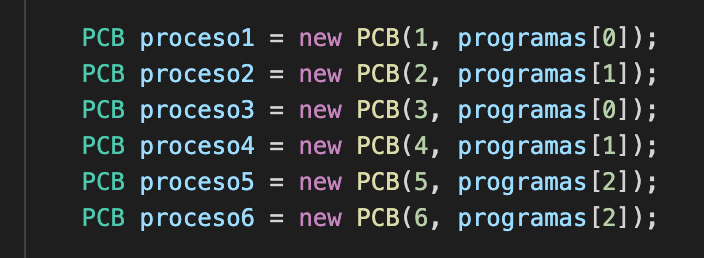 PCB proceso1 = new PCB(1, programas[0]);
PCB proceso2 = new PCB(2, programas[1]);
PCB proceso3 = new PCB(3, programas[0]);
PCB proceso4 = new PCB(4, programas[1]);
PCB proceso5 = new PCB(5, programas[2]);
PCB proceso6 = new PCB(6, programas[2]);